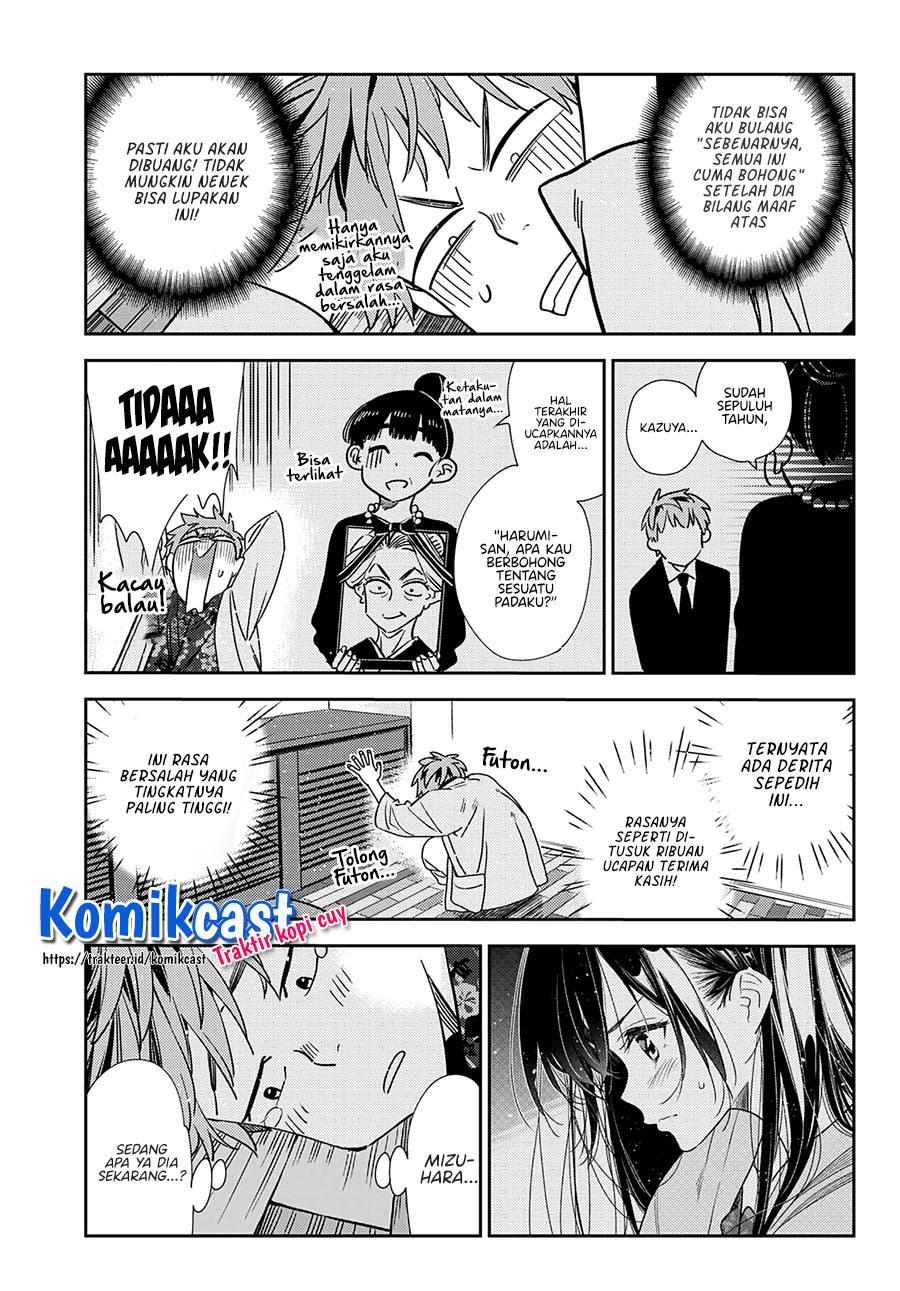 TIDAK BISA
AKU BULANG
"SEBENARNYA,
SEMUA INI
CUMA BOHONG"
SETELAH DIA
BILANG MAAF
ATAS
PASTI AKU AKAN
DIBUANG! TIDAK
MUNGKIN NENEK
BISA LUPAKAN
INI!
Hanya
memikirkannya
saja aku
tenggelam
dalam rasa
bersalah...
SUDAH
SEPULUH
TAHUN,
KAZUYA...
HAL
TERAKHIR
YANG DI-
UCAPKANNYA
ADALAH...
"HARUMI-
SAN, APA KAU
BERBOHONG
TENTANG
SESUATU
PADAKU?"
Ketaku-
tan dalam
matanya...
Bisa
terlihat
TIDAAA
AAAAAK!!
Kacau
balau!
TERNYATA
ADA DERITA
SEPEDIH
INI...
RASANYA
SEPERTI DI-
TUSUK RIBUAN
UCAPAN TERIMA
KASIH!
Futon...
Tolong
Futon...
INI RASA
BERSALAH YANG
TINGKATNYA
PALING TINGGI!
Komikcast
Traktir kopi cuy
https://trakteer.id/komikcast
MIZU-
HARA...
SEDANG
APA YA DIA
SEKARANG...?